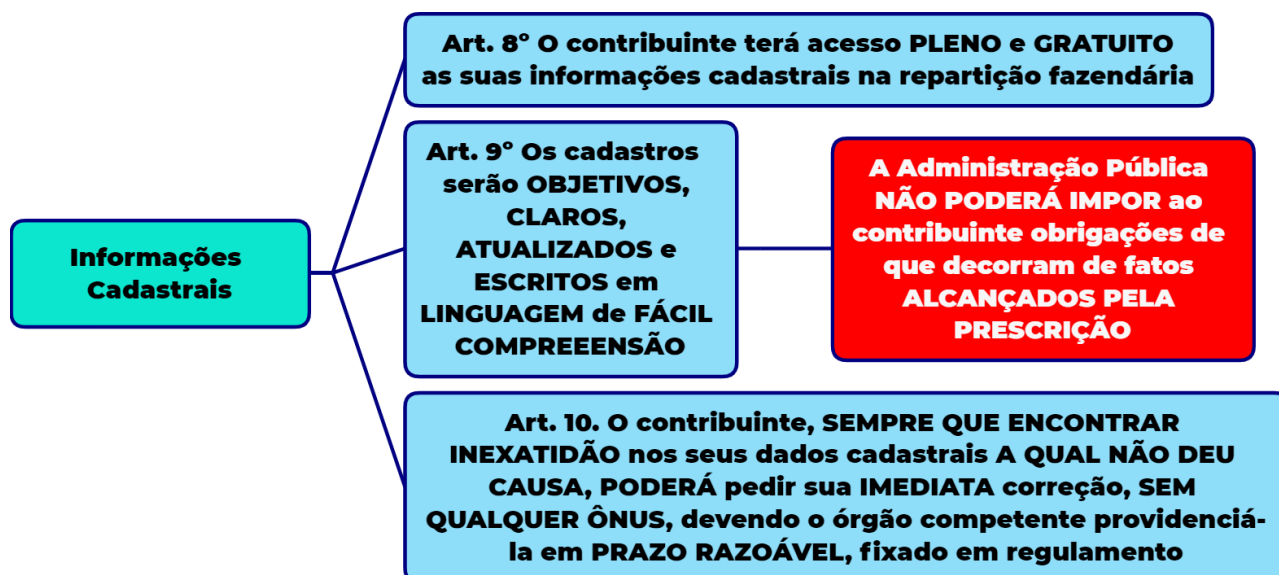 Art. 8º O contribuinte terá acesso PLENO e GRATUITO
as suas informações cadastrais na repartição fazendária
Informações
Cadastrais
Art. 9º Os cadastros
serão OBJETIVOS,
CLAROS,
ATUALIZADOS e
ESCRITOS em
LINGUAGEM de FÁCIL
COMPREEENSÃO
A Administração Pública
NÃO PODERÁ IMPOR ao
contribuinte obrigações de
que decorram de fatos
ALCANÇADOS PELA
PRESCRIÇÃO
Art. 10. O contribuinte, SEMPRE QUE ENCONTRAR
INEXATIDÃO nos seus dados cadastrais A QUAL NÃO DEU
CAUSA, PODERÁ pedir sua IMEDIATA correção, SEM
QUALQUER ÔNUS, devendo o órgão competente providenciá-
la em PRAZO RAZOÁVEL, fixado em regulamento